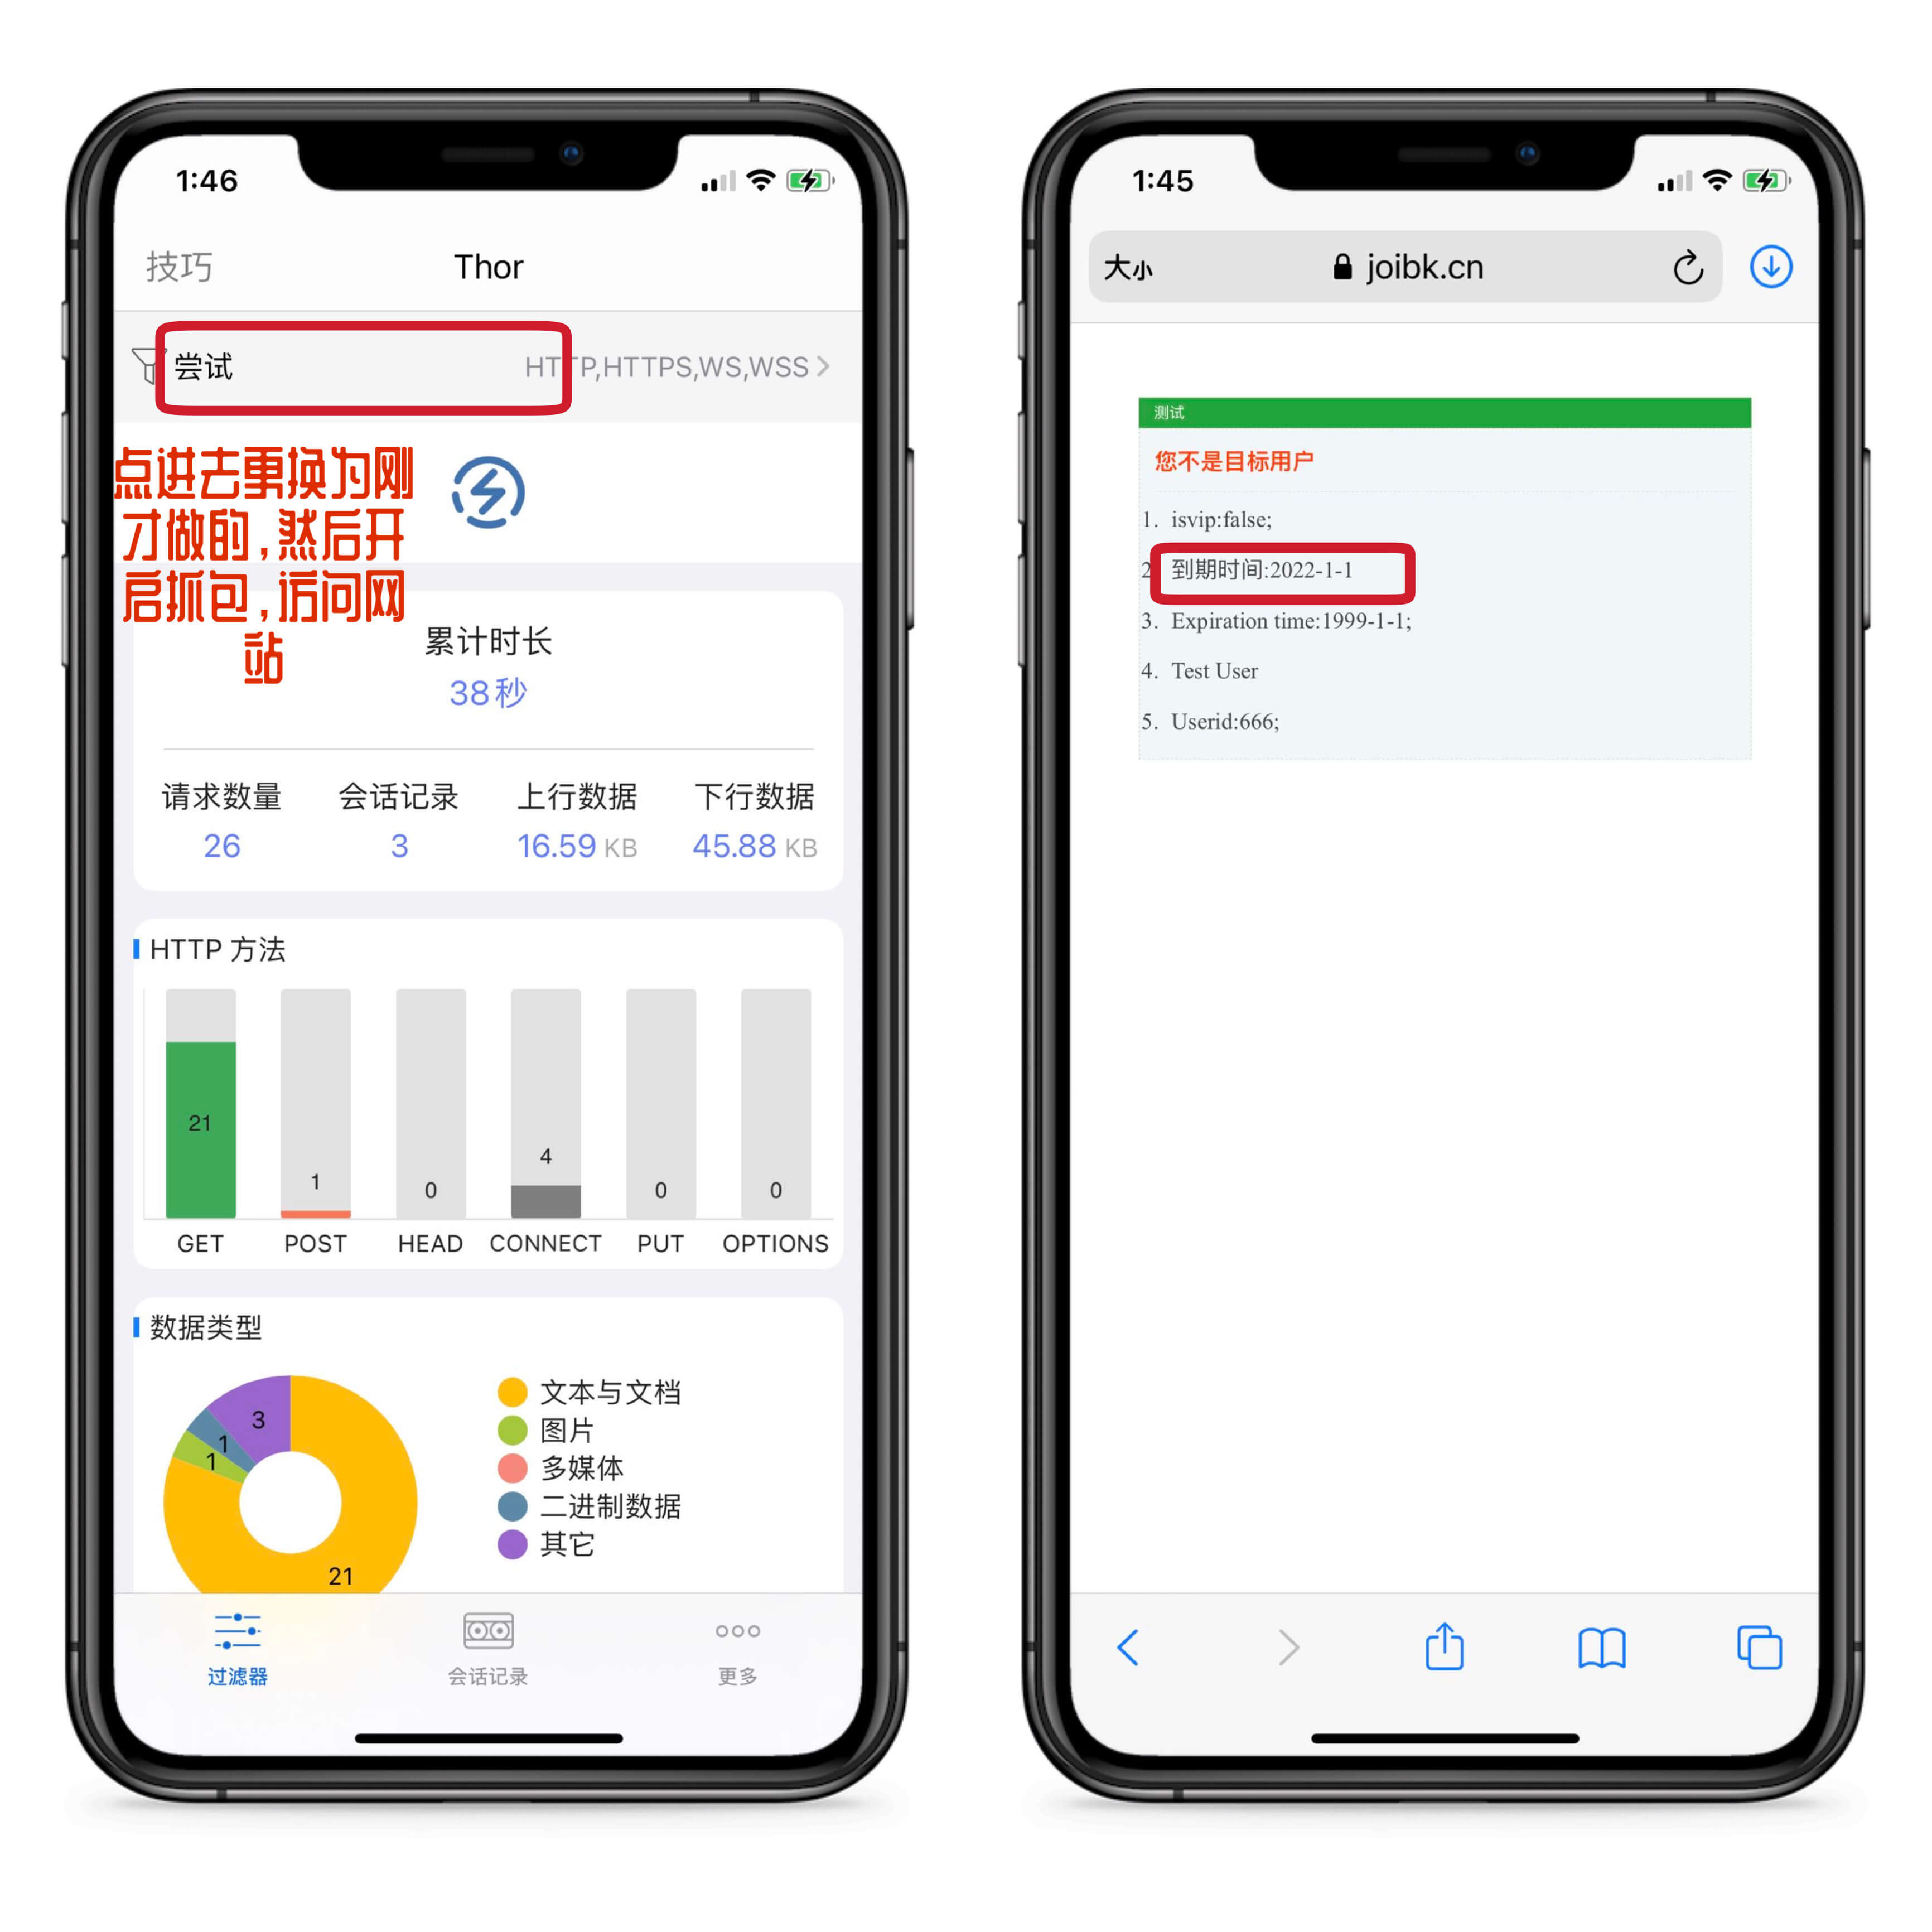 1:46
技巧
Thor
尝试
HTTP,HTTPS,WS,WSS
点进去更换为刚
才做的,然后开
启抓包,访问网
站
累计时长
38秒
请求数量 会话记录 上行数据 下行数据
26 3 16.59 KB 45.88 KB
HTTP 方法
21 1 0 4 0 0
GET POST HEAD CONNECT PUT OPTIONS
数据类型
3
1
1
21
文本与文档
图片
多媒体
二进制数据
其它
过滤器 会话记录 更多
1:45
大小 joibk.cn
测试
您不是目标用户
1. isvip:false;
2 到期时间:2022-1-1
3. Expiration time:1999-1-1;
4. Test User
5. Userid:666;